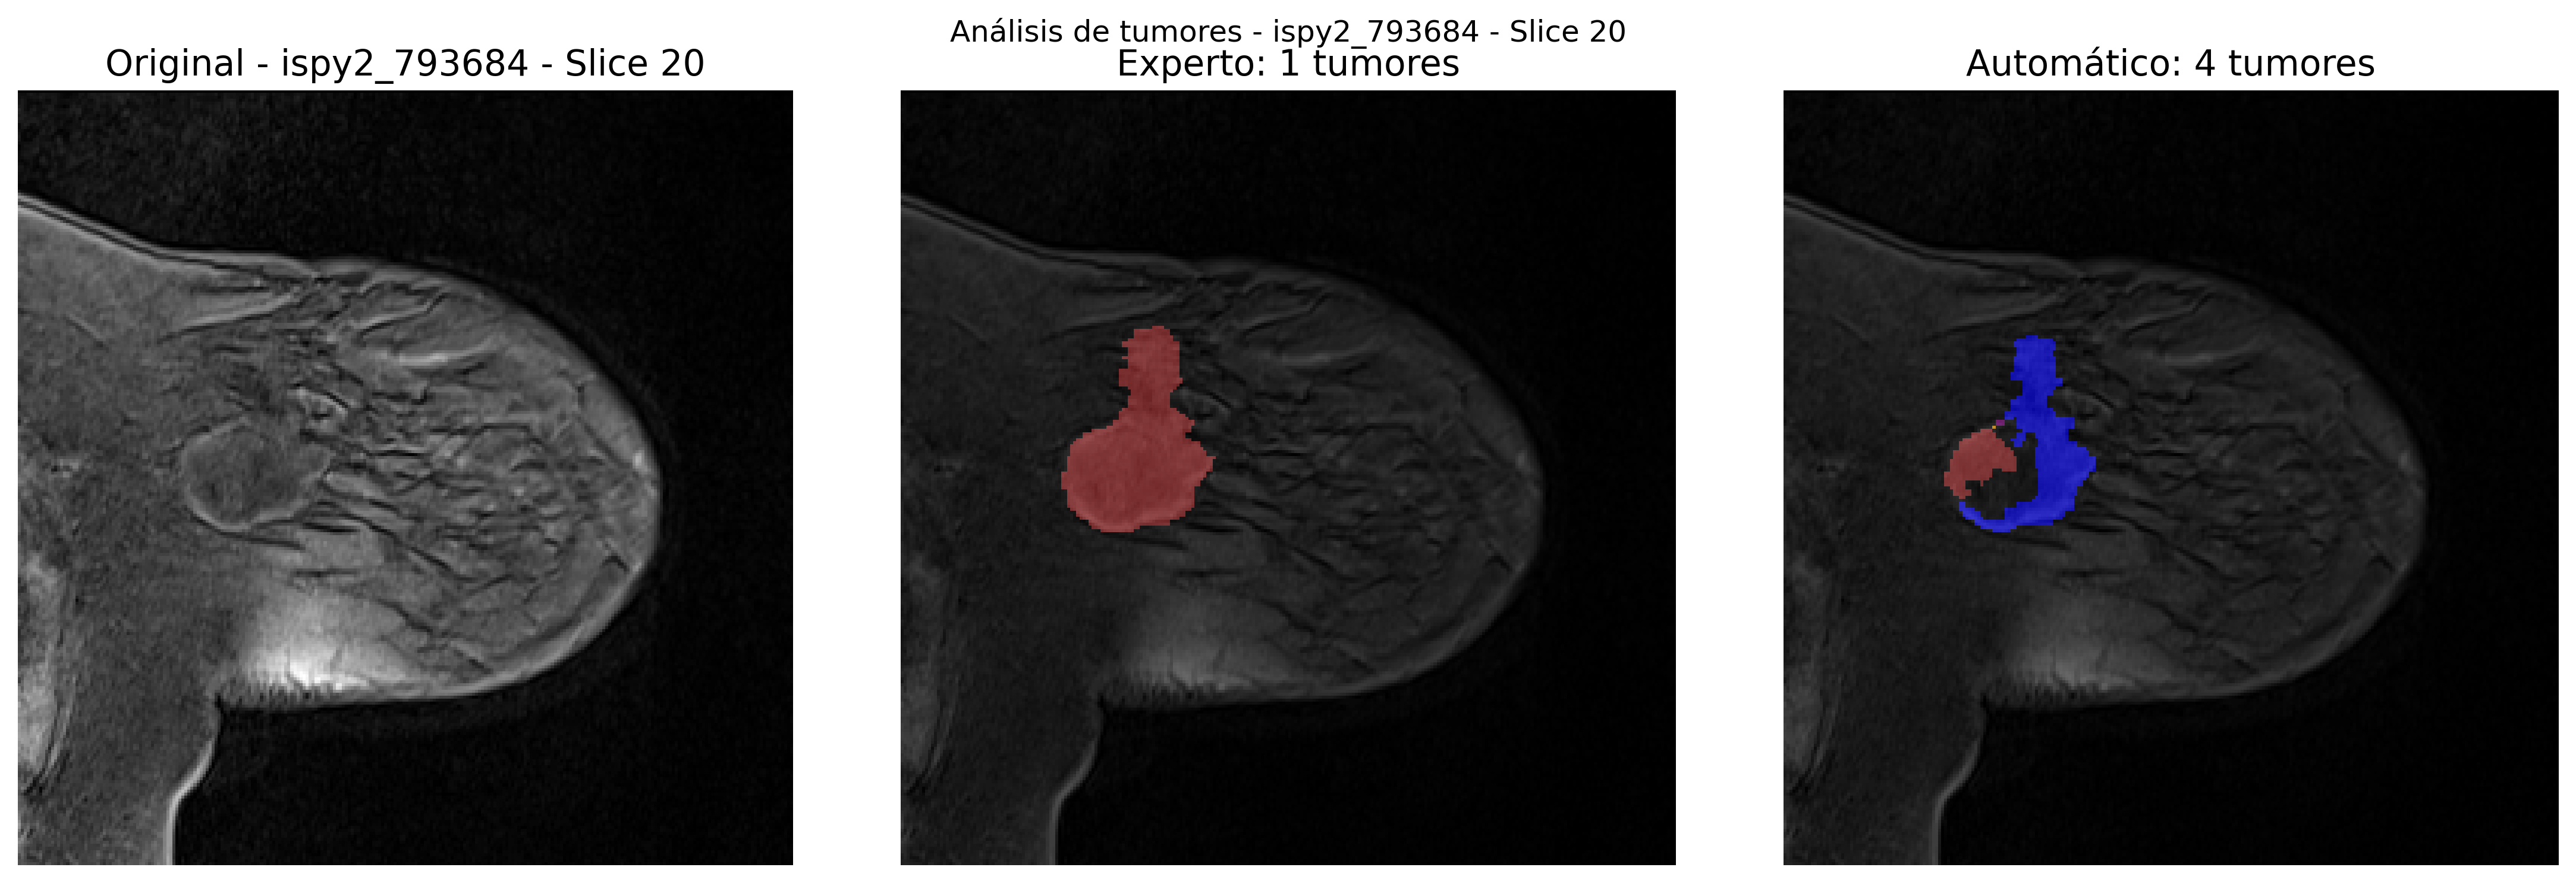 Análisis de tumores - ispy2_793684 - Slice 20
Original - ispy2_793684 - Slice 20
Experto: 1 tumores
Automático: 4 tumores